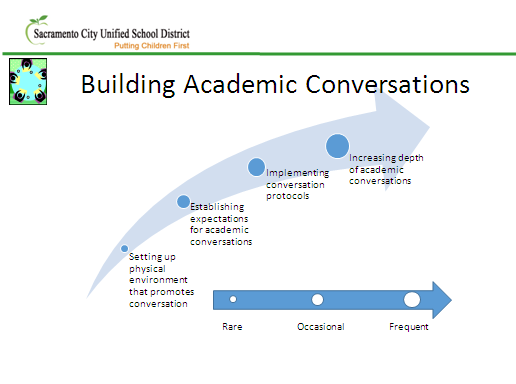 Sacramento City Unified School District
Putting Children First
Building Academic Conversations
Setting up
physical
environment
that promotes
conversation
Establishing
expectations
for academic
conversations
Implementing
conversation
protocols
Increasing depth
of academic
conversations
Rare
Occasional
Frequent